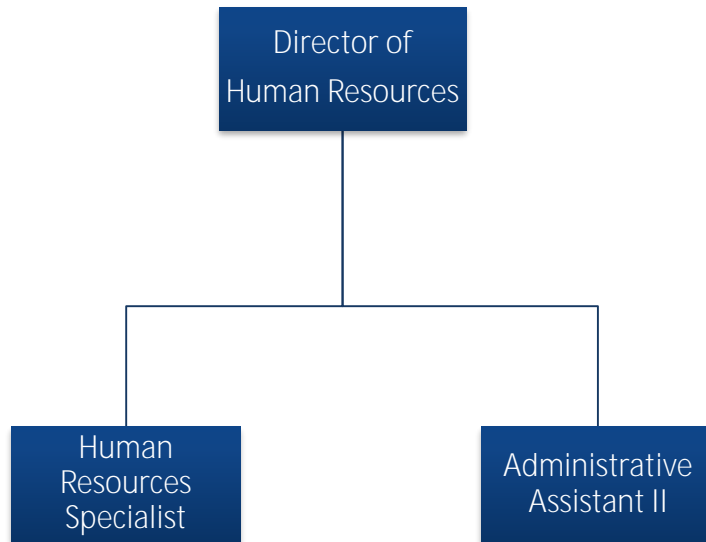 Director of
Human Resources
Human
Resources
Specialist
Administrative
Assistant II